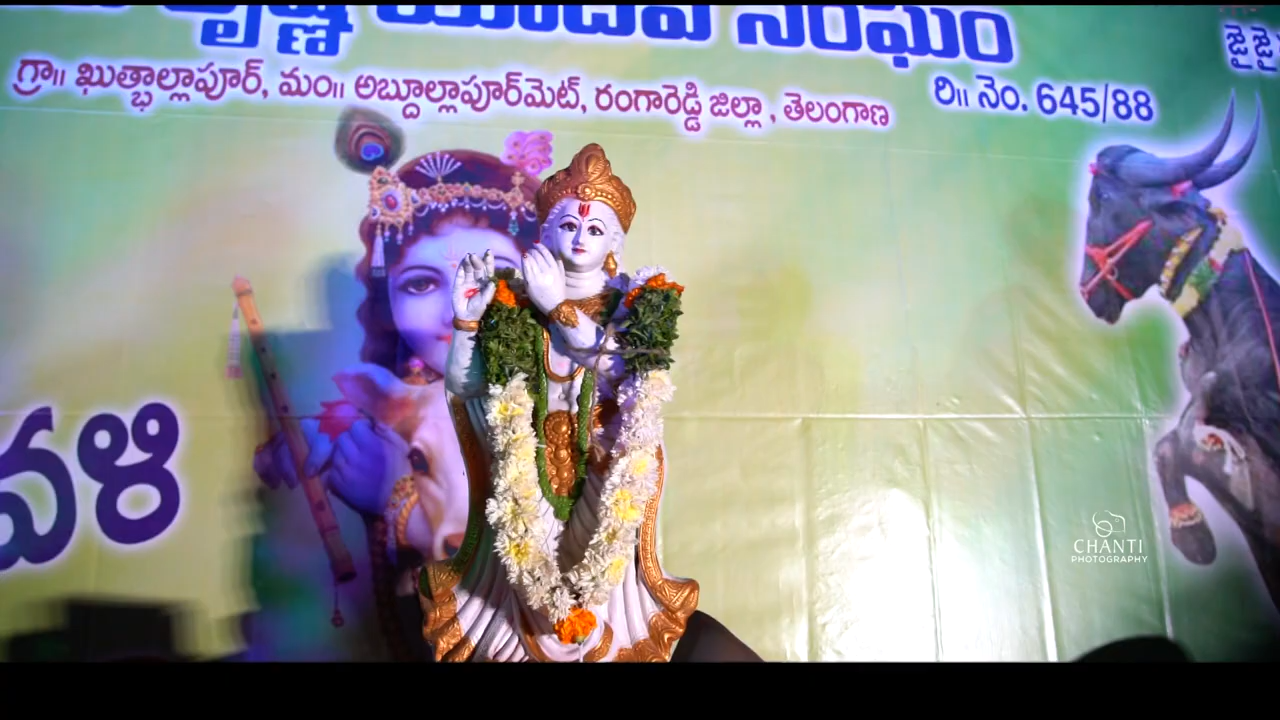 కృష్ణ యాదవ సంఘం
గ్రా॥ ఖుత్భుల్లాపూర్, మం॥ అబ్దూల్లాపూర్‌మెట్, రంగారెడ్డి జిల్లా, తెలంగాణ
రి॥ నెం. 645/88
జై జై
వళి
CHANTI
PHOTOGRAPHY